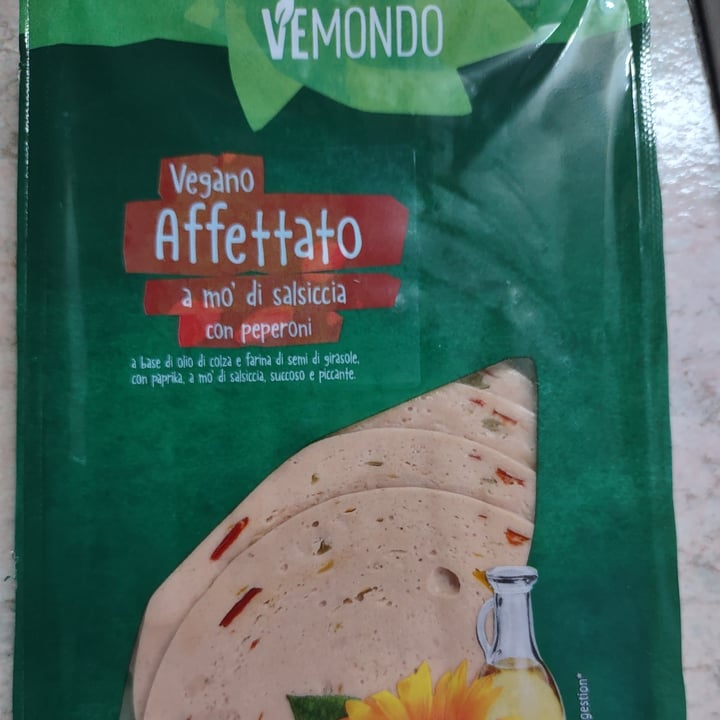 VEMONDO
Vegano
Affettato
a mo' di salsiccia
con peperoni
a base di olio di colza e farina di semi di girasole,
con paprika, a mo' di salsiccia, succoso e piccante.